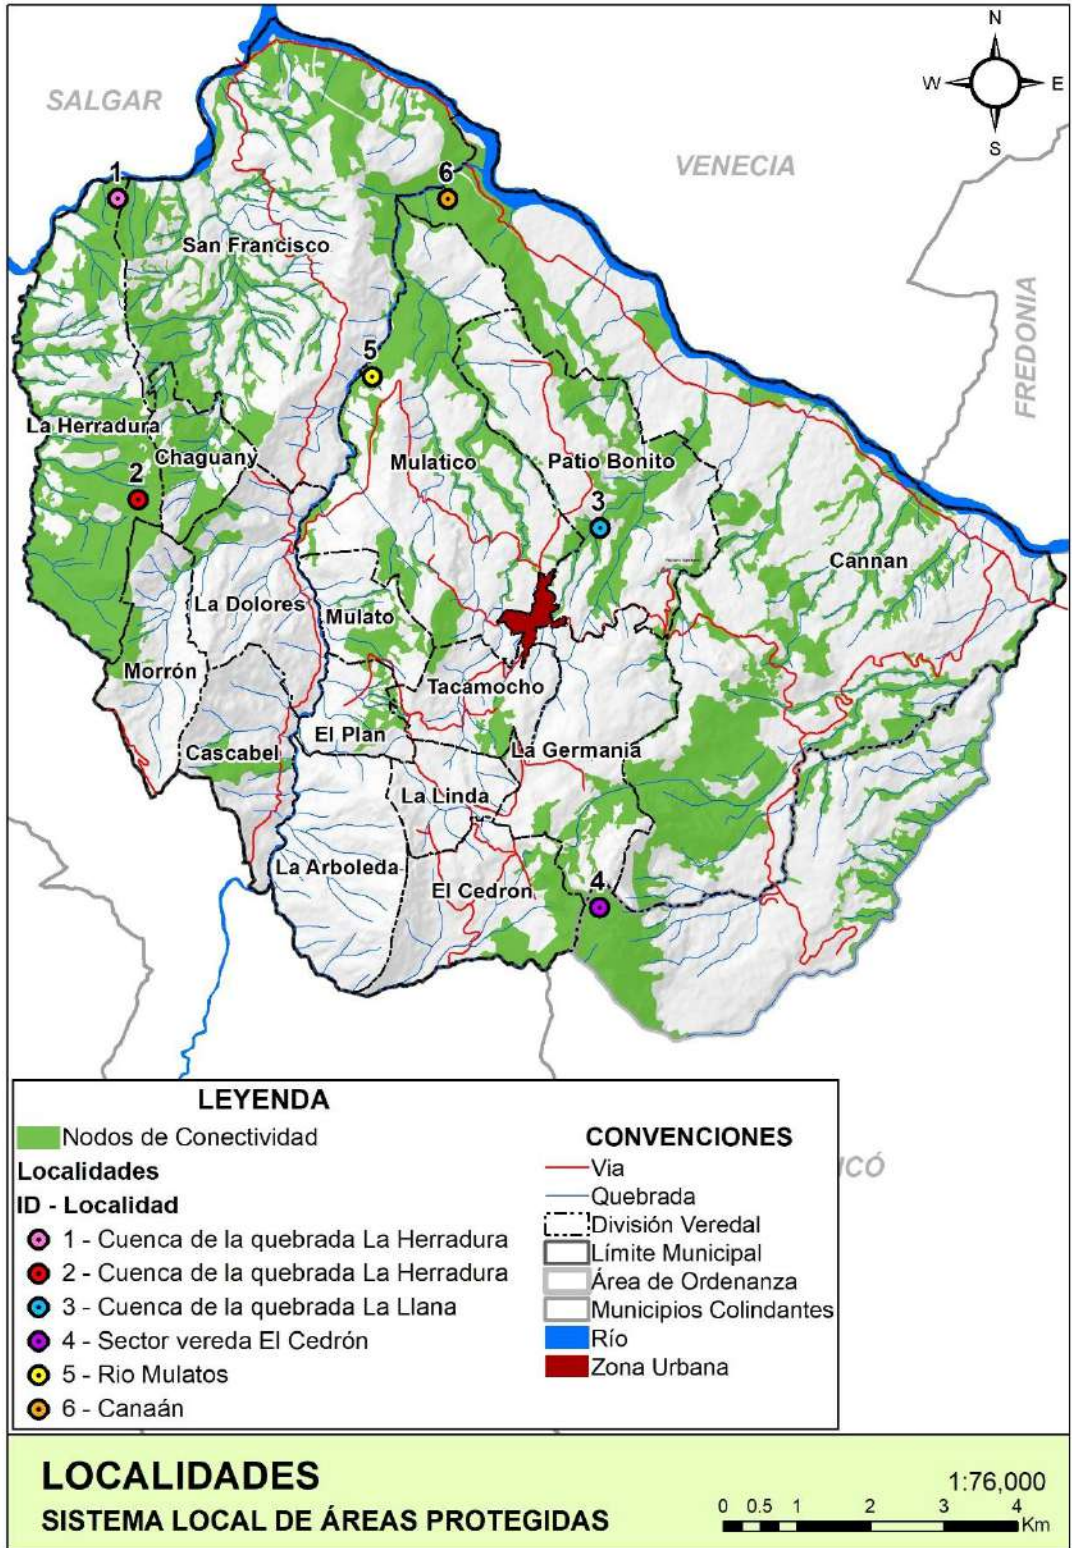 N
W E
S
SALGAR
VENECIA
FREDONIA
1
6
San Francisco
5
La Herradura
Chaguany
Mulatico
Patio Bonito
2
3
Cannan
La Dolores
Mulato
Morrón
Tacamocho
El Plan
La Germania
Cascabel
La Linda
La Arboleda
El Cedron
4
ICÓ
LEYENDA
Nodos de Conectividad
Localidades
ID - Localidad
1 - Cuenca de la quebrada La Herradura
2 - Cuenca de la quebrada La Herradura
3 - Cuenca de la quebrada La Llana
4 - Sector vereda El Cedrón
5 - Rio Mulatos
6 - Canaán
CONVENCIONES
Via
Quebrada
División Veredal
Límite Municipal
Área de Ordenanza
Municipios Colindantes
Río
Zona Urbana
LOCALIDADES
SISTEMA LOCAL DE ÁREAS PROTEGIDAS
1:76,000
0 0.5 1 2 3 4
Km